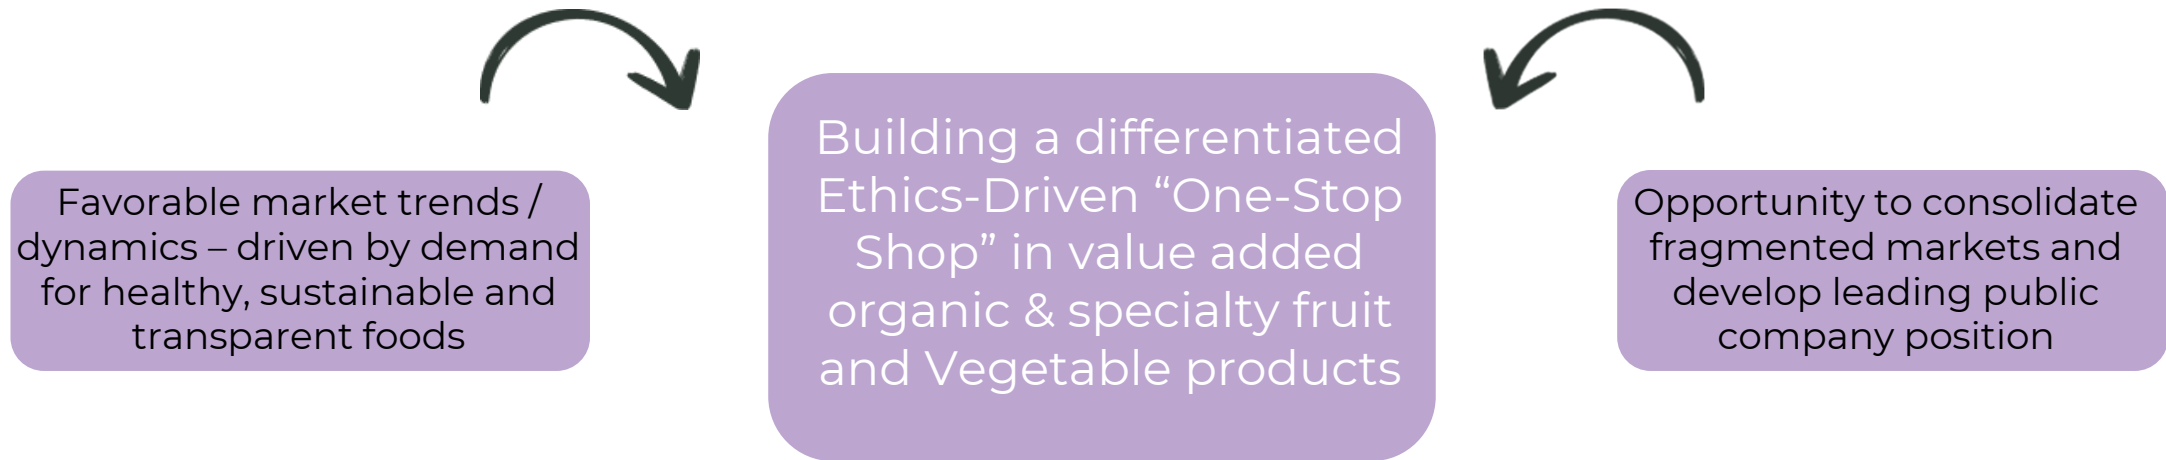 Favorable market trends /
dynamics – driven by demand
for healthy, sustainable and
transparent foods
Building a differentiated
Ethics-Driven “One-Stop
Shop” in value added
organic & specialty fruit
and Vegetable products
Opportunity to consolidate
fragmented markets and
develop leading public
company position